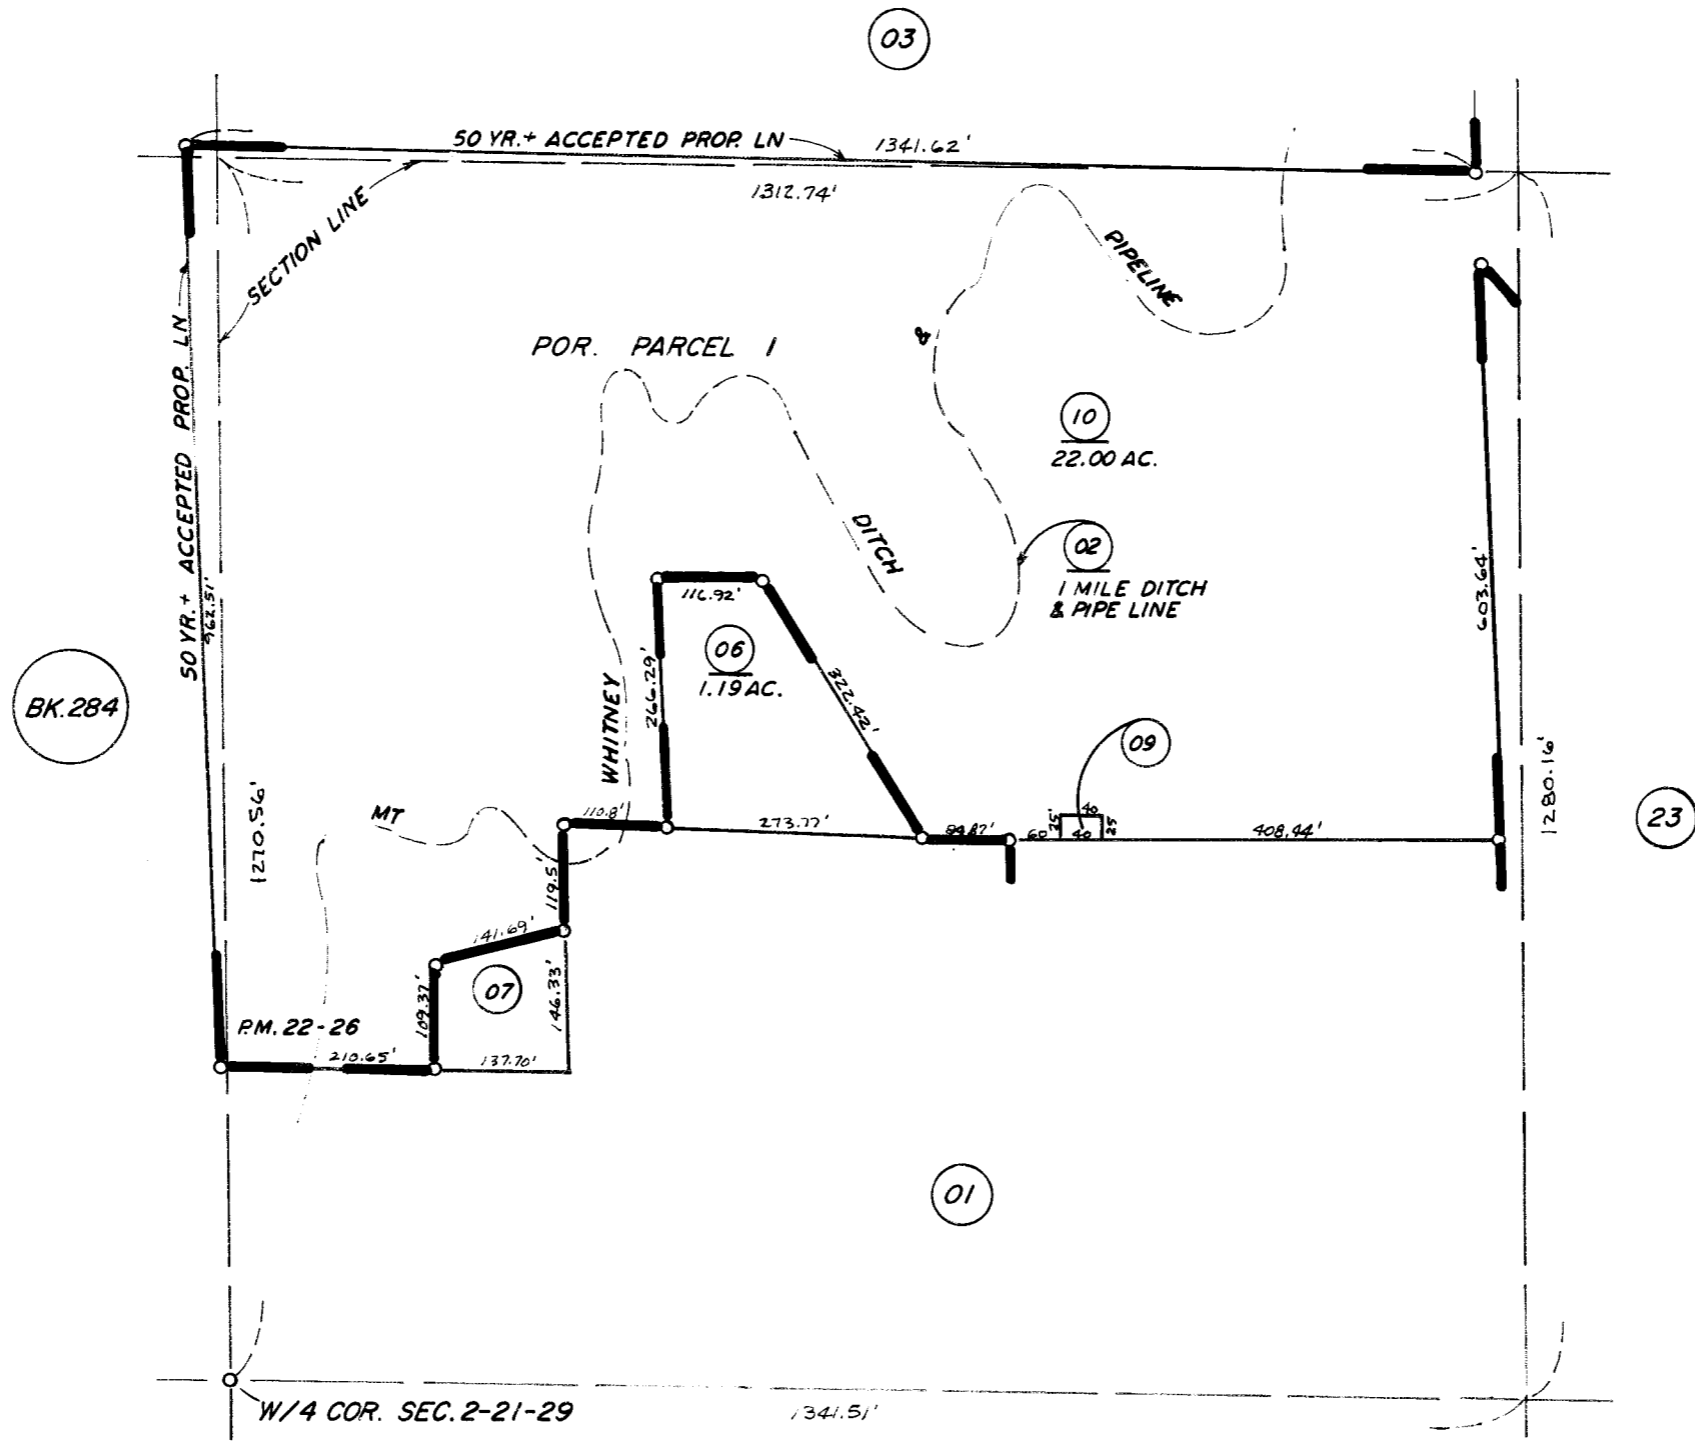 03
50 YR.+ ACCEPTED PROP. LN
1341.62'
1312.74'
SECTION LINE
50 YR.+ ACCEPTED PROP. LN
962.51'
PIPELINE
&
POR. PARCEL 1
10
22.00 AC.
DITCH
02
1 MILE DITCH
& PIPE LINE
603.64'
116.92'
06
1.19 AC.
266.29'
322.42'
WHITNEY
BK.284
09
1270.56'
1280.16'
23
MT
110.8'
273.77'
60
25'
40
40
25
408.44'
119.5
141.69'
07
109.37'
146.33'
P.M. 22-26
210.65'
137.70'
01
W/4 COR. SEC. 2-21-29
1341.51'